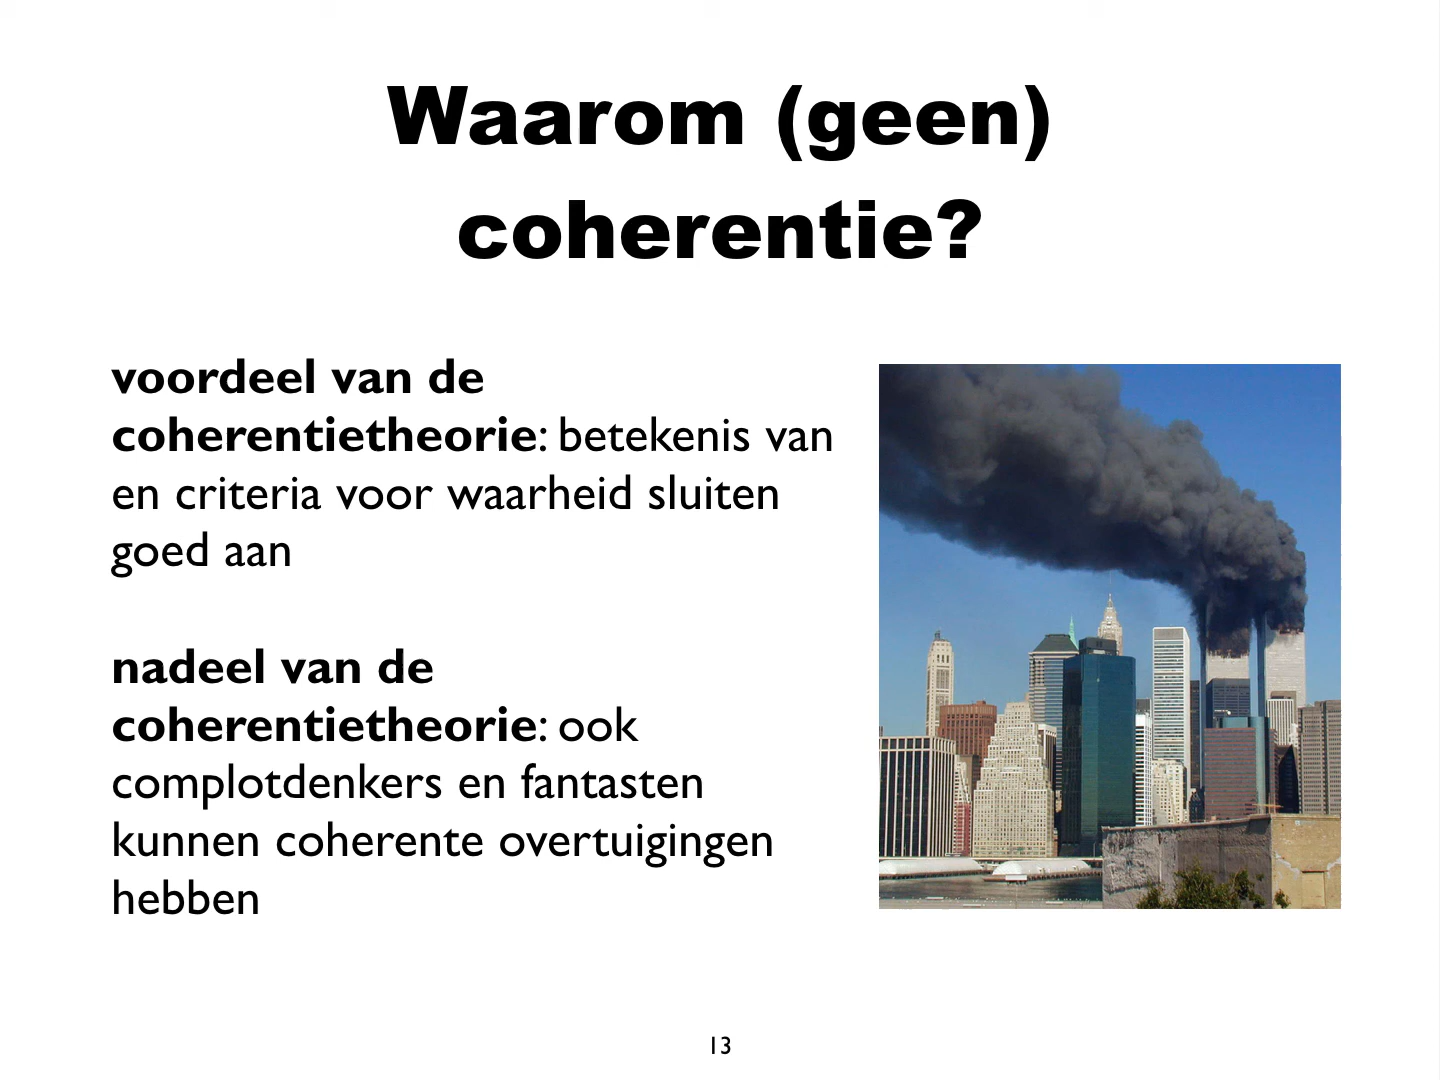 Waarom (geen)
coherentie?
voordeel van de
coherentietheorie: betekenis van
en criteria voor waarheid sluiten
goed aan
nadeel van de
coherentietheorie: ook
complotdenkers en fantasten
kunnen coherente overtuigingen
hebben
13